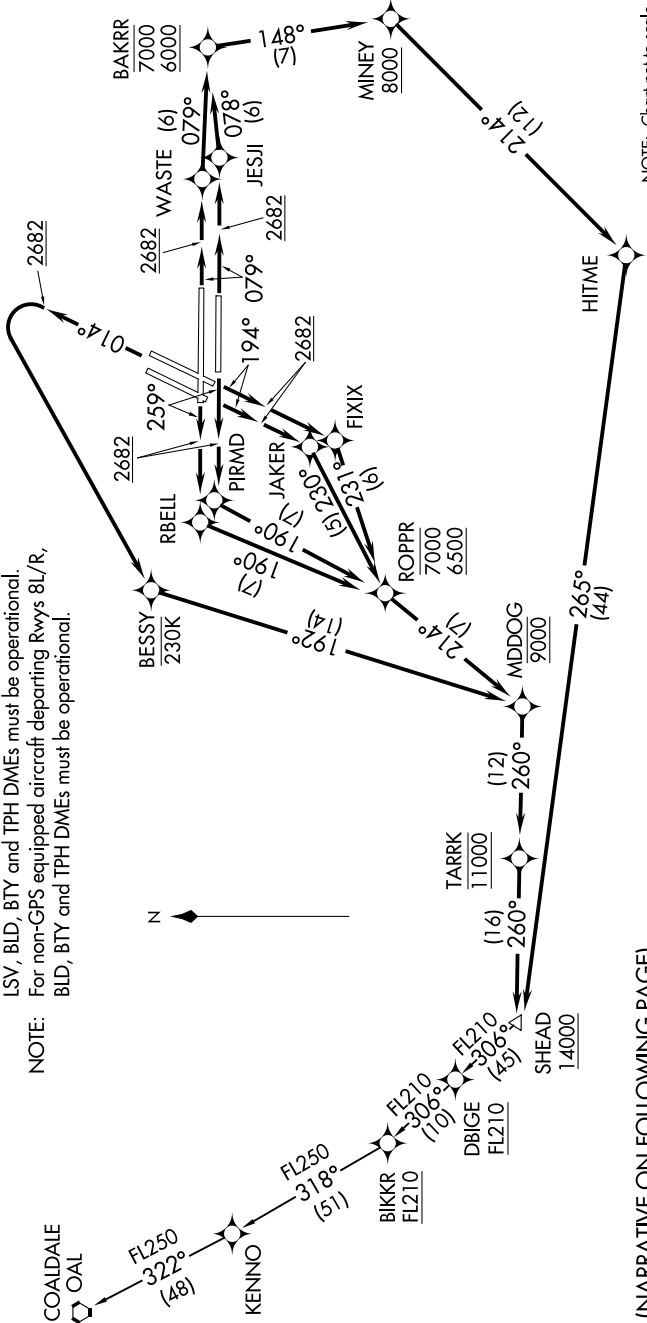 LSV, BLD, BTY and TPH DMEs must be operational.
NOTE: For non-GPS equipped aircraft departing Rwys 8L/R,
BLD, BTY and TPH DMEs must be operational.
N
COALDALE
OAL
FL250
322°
(48)
KENNO
FL250
318°
(51)
BIKKR
FL210
FL210
306°
(10)
DBIGE
FL210
FL210
306°
(45)
SHEAD
14000
(16)
260°
TARRK
11000
(12)
260°
MDDOG
9000
BESSY
230K
192°
(14)
214°
(7)
ROPPR
7000
6500
RBELL
PIRMD
190°
(7)
190°
(7)
JAKER
FIXIX
(5) 230°
231°
(6)
2682
259°
194°
2682
014°
2682
2682
079°
2682
WASTE
JESJI
(6)
079°
078°
(6)
BAKRR
7000
6000
148°
(7)
MINEY
8000
214°
(12)
HITME
265°
(44)
(NARRATIVE ON FOLLOWING PAGE)